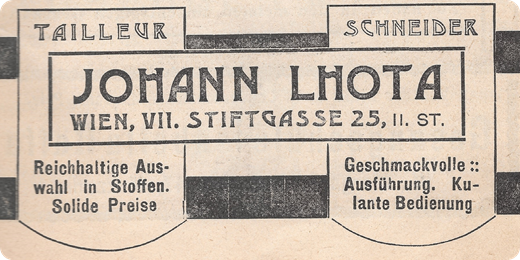 TAILLEUR
SCHNEIDER
JOHANN LHOTA
WIEN, VII. STIFTGASSE 25, II. ST.
Reichhaltige Aus-
wahl in Stoffen.
Solide Preise
Geschmackvolle ::
Ausführung. Ku-
lante Bedienung